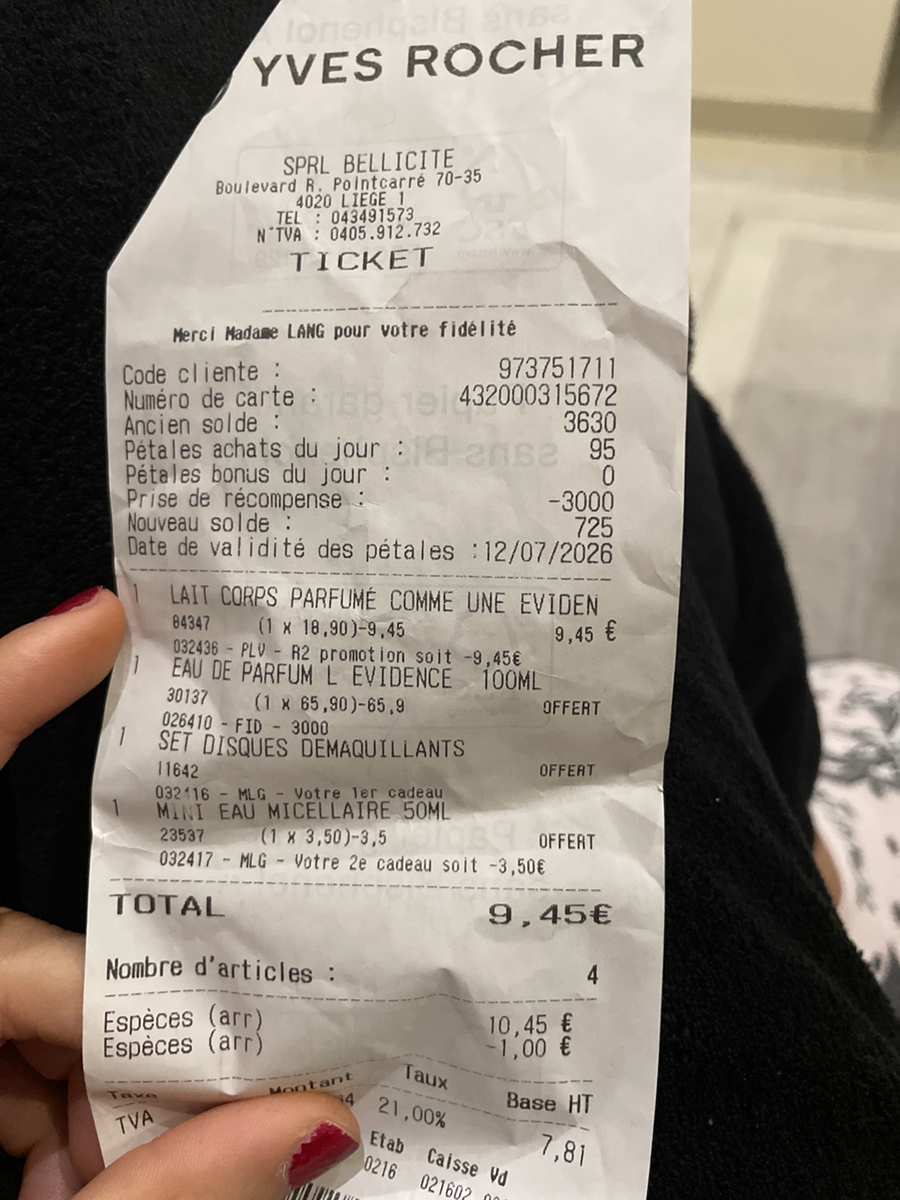 YVES ROCHER
SPRL BELLICITE
Boulevard R. Pointcarré 70-35
4020 LIEGE 1
TEL : 043491573
N°TVA : 0405.912.732
TICKET
Merci Madame LANG pour votre fidélité
Code cliente : 973751711
Numéro de carte : 432000315672
Ancien solde : 3630
Pétales achats du jour : 95
Pétales bonus du jour : 0
Prise de récompense : -3000
Nouveau solde : 725
Date de validité des pétales :12/07/2026
1 LAIT CORPS PARFUMÉ COMME UNE EVIDEN
84347 (1 x 18,90)-9,45 9,45 €
032436 - PLV - R2 promotion soit -9,45€
1 EAU DE PARFUM L EVIDENCE 100ML
30137 (1 x 65,90)-65,9 OFFERT
026410 - FID - 3000
1 SET DISQUES DEMAQUILLANTS
11642 OFFERT
032416 - MLG - Votre 1er cadeau
1 MINI EAU MICELLAIRE 50ML
23537 (1 x 3,50)-3,5 OFFERT
032417 - MLG - Votre 2e cadeau soit -3,50€
TOTAL 9,45€
Nombre d'articles : 4
Espèces (arr) 10,45 €
Espèces (arr) -1,00 €
Taxe Montant Taux Base HT
TVA 21,00% 7,81
Etab Caisse Vd
0216 021602